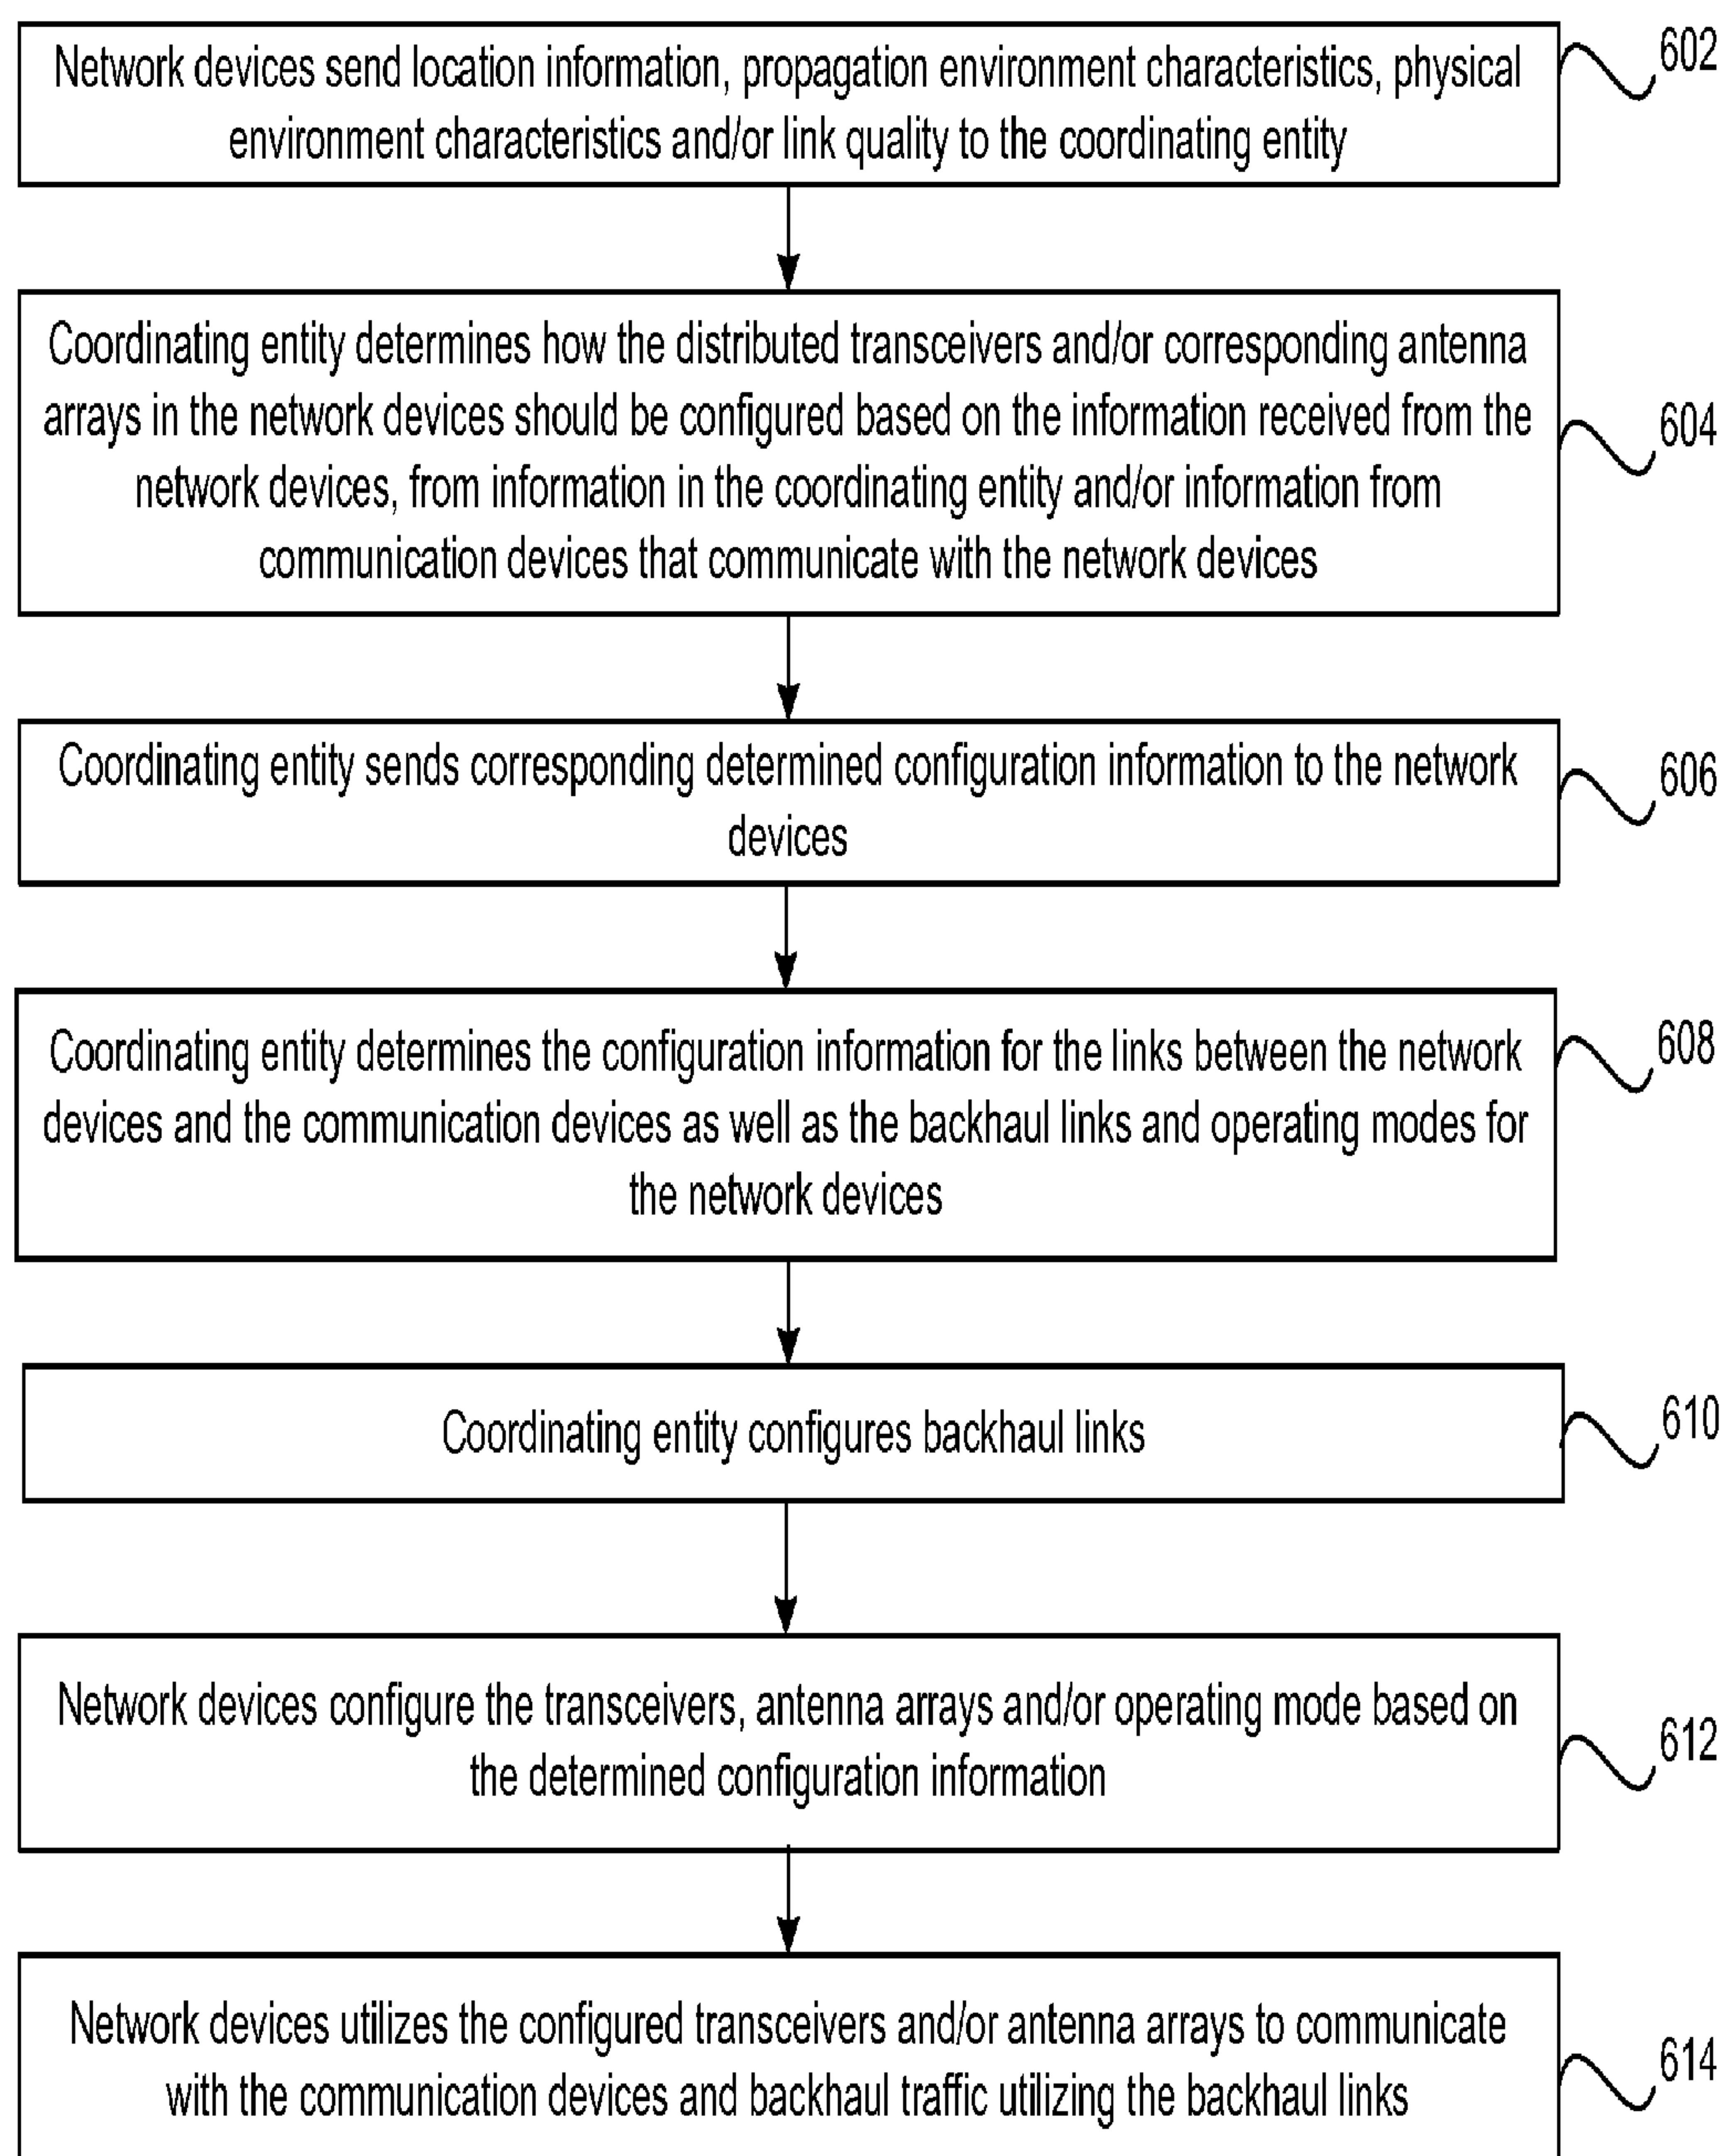 Network devices send location information, propagation environment characteristics, physical
environment characteristics and/or link quality to the coordinating entity
602
Coordinating entity determines how the distributed transceivers and/or corresponding antenna
arrays in the network devices should be configured based on the information received from the
network devices, from information in the coordinating entity and/or information from
communication devices that communicate with the network devices
604
Coordinating entity sends corresponding determined configuration information to the network
devices
606
Coordinating entity determines the configuration information for the links between the network
devices and the communication devices as well as the backhaul links and operating modes for
the network devices
608
Coordinating entity configures backhaul links
610
Network devices configure the transceivers, antenna arrays and/or operating mode based on
the determined configuration information
612
Network devices utilizes the configured transceivers and/or antenna arrays to communicate
with the communication devices and backhaul traffic utilizing the backhaul links
614